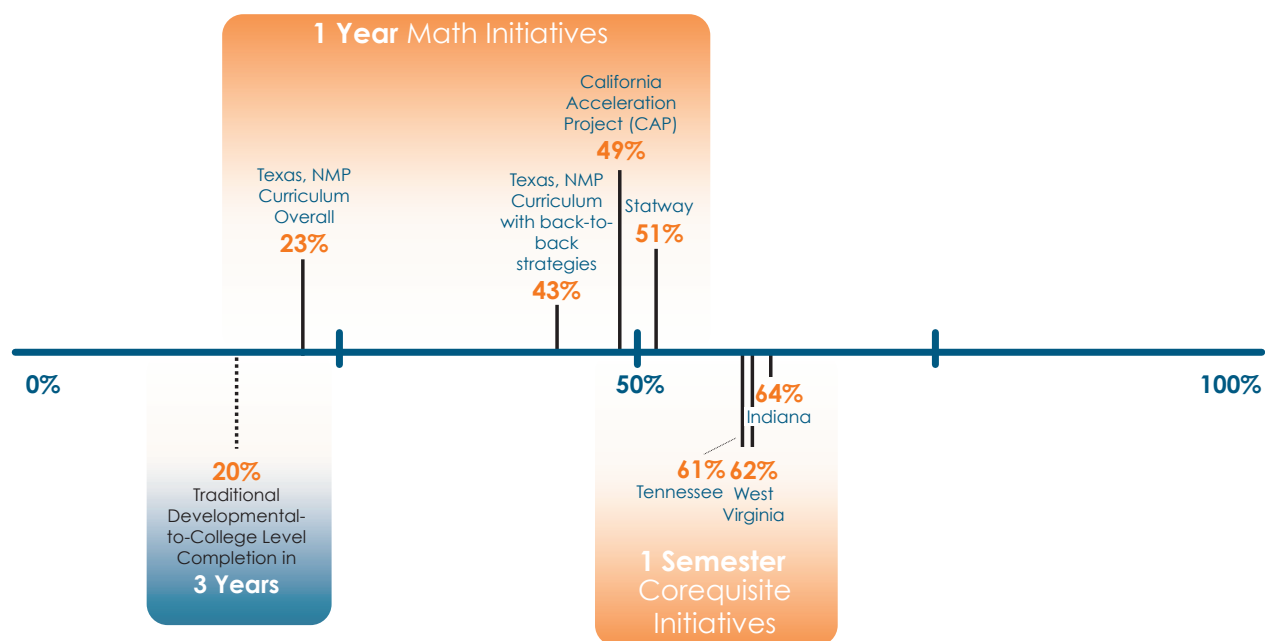 1 Year Math Initiatives
California
Acceleration
Project (CAP)
49%
Texas, NMP
Curriculum
Overall
23%
Texas, NMP
Curriculum
with back-to-
back
strategies
43%
Statway
51%
0%
50%
100%
64%
Indiana
20%
Traditional
Developmental-
to-College Level
Completion in
3 Years
61%
Tennessee
62%
West
Virginia
1 Semester
Corequisite
Initiatives